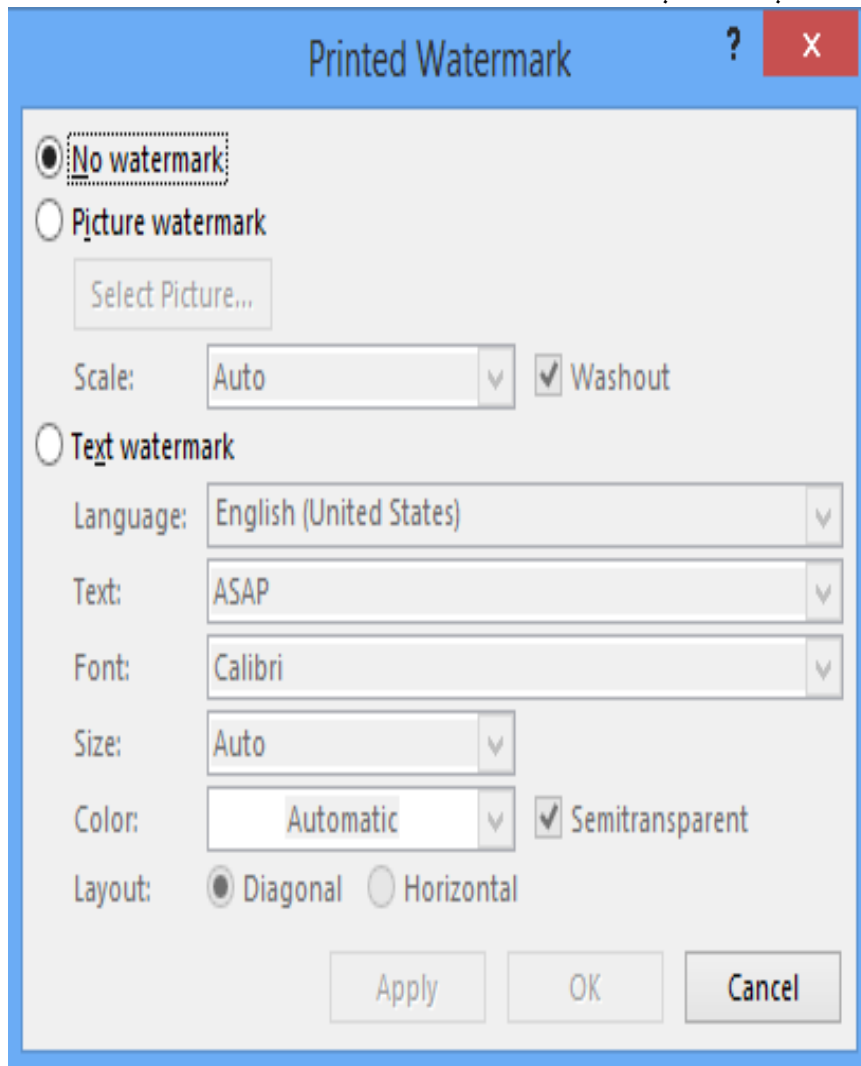 Printed Watermark ? x
No watermark
Picture watermark
Select Picture...
Scale: Auto Washout
Text watermark
Language: English (United States)
Text: ASAP
Font: Calibri
Size: Auto
Color: Automatic Semitransparent
Layout: Diagonal Horizontal
Apply OK Cancel